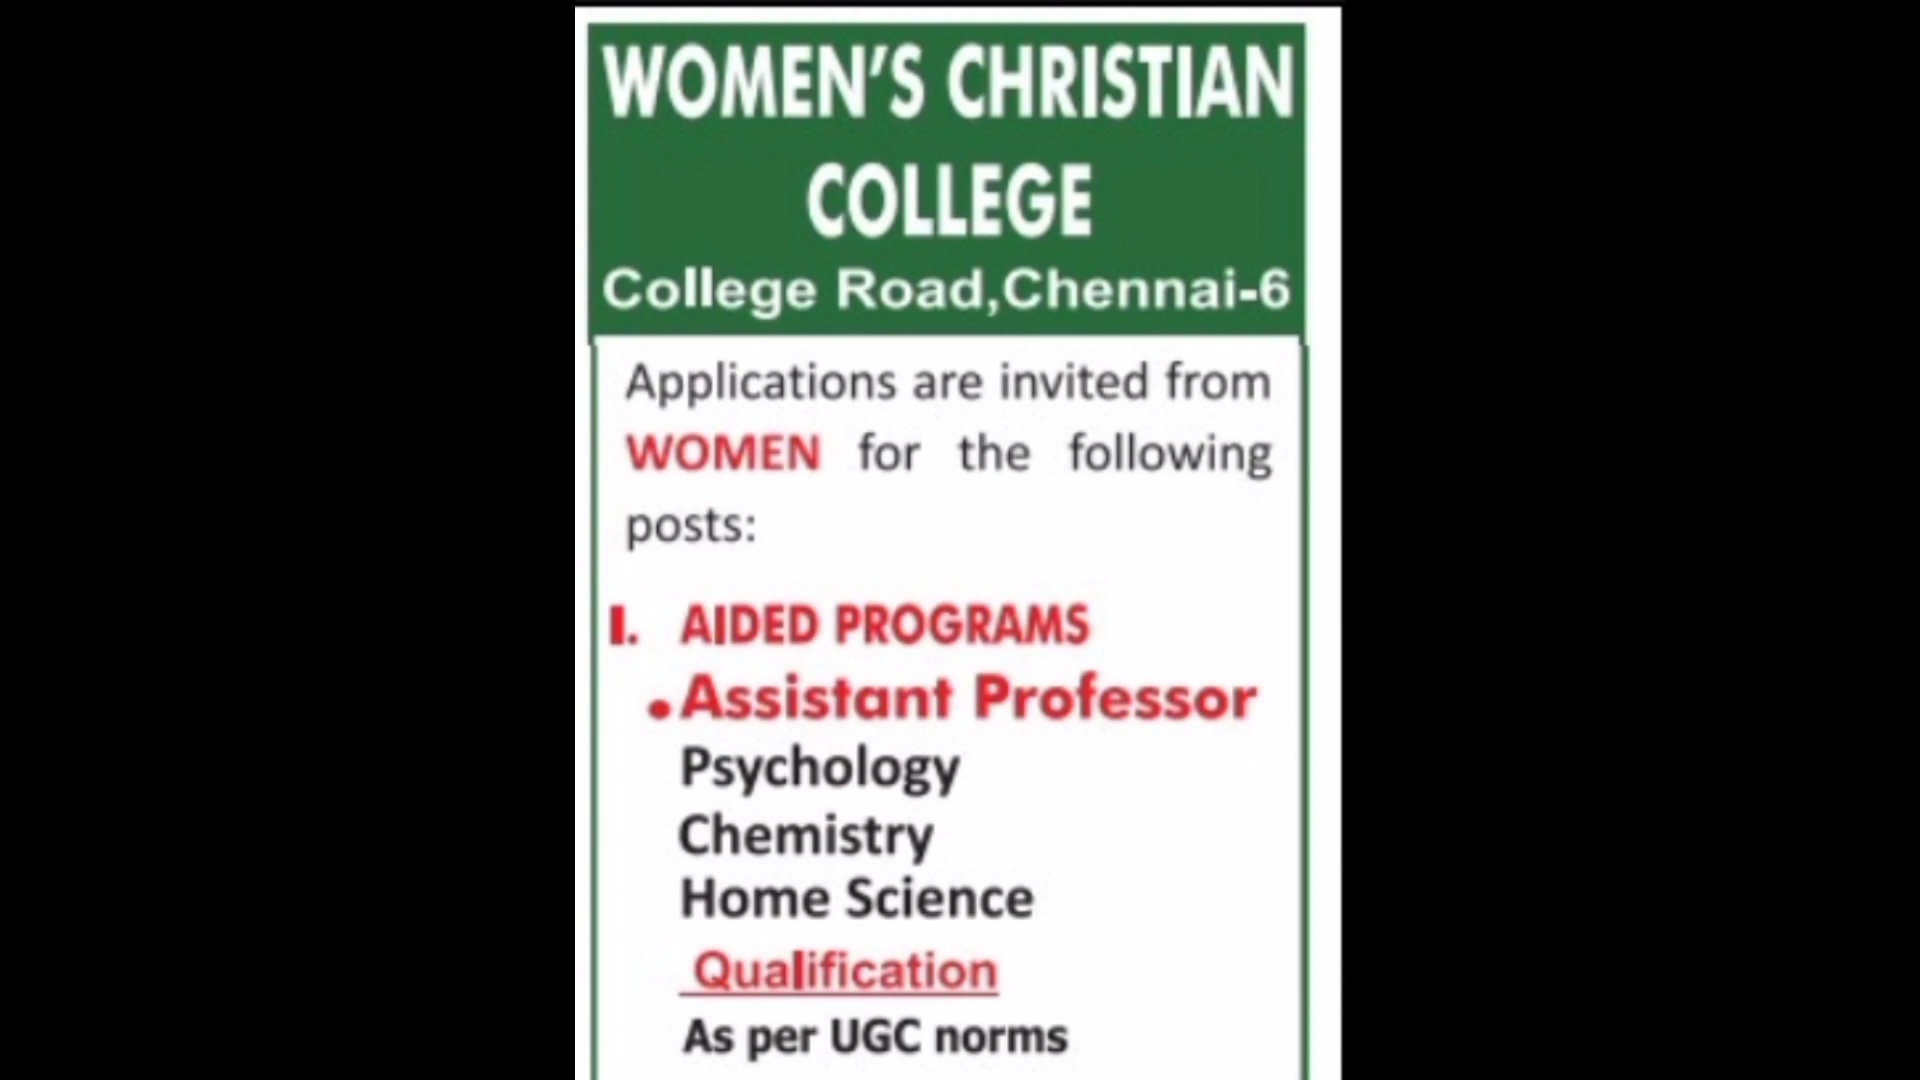 WOMEN'S CHRISTIAN
COLLEGE
College Road,Chennai-6
Applications are invited from
WOMEN for the following
posts:
I. AIDED PROGRAMS
• Assistant Professor
Psychology
Chemistry
Home Science
Qualification
As per UGC norms